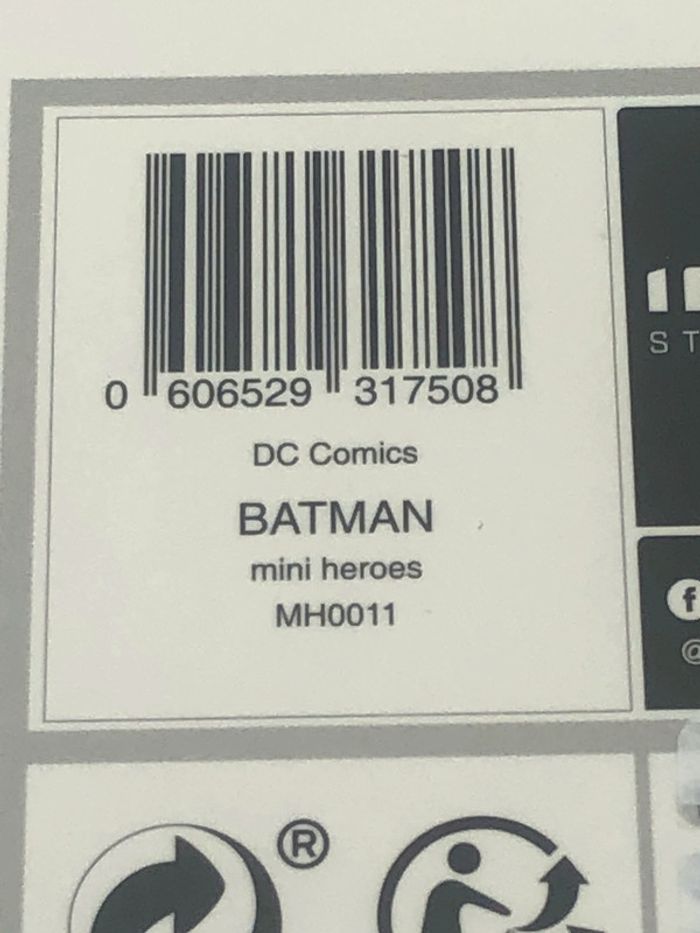 0 606529 317508
DC Comics
BATMAN
mini heroes
MH0011
S T
f
@
®